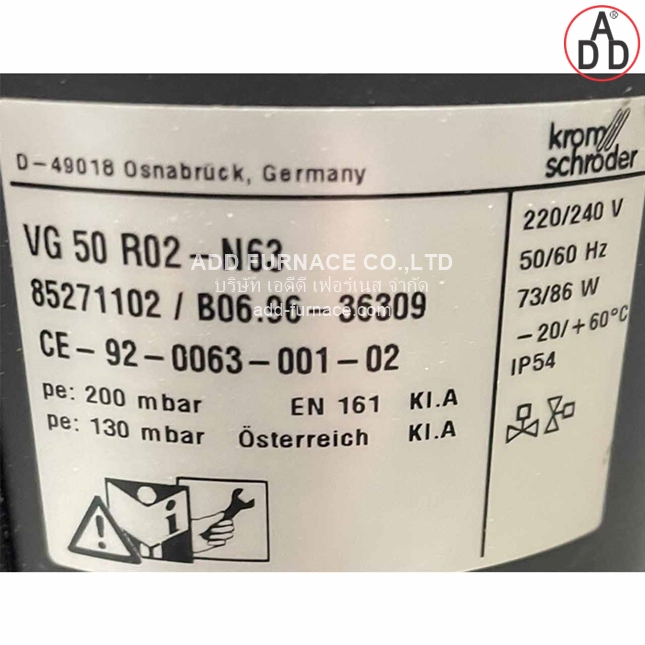 ADD
krom
schröder
D-49018 Osnabrück, Germany
VG 50 R02-N63
85271102 / B06.96 36309
CE-92-0063-001-02
pe: 200 mbar EN 161 Kl.A
pe: 130 mbar Österreich Kl.A
220/240 V
50/60 Hz
73/86 W
-20/+60°C
IP54
ADD FURNACE CO.,LTD
บริษัท เอดีดี เฟอร์เนส จำกัด
add-furnace.com